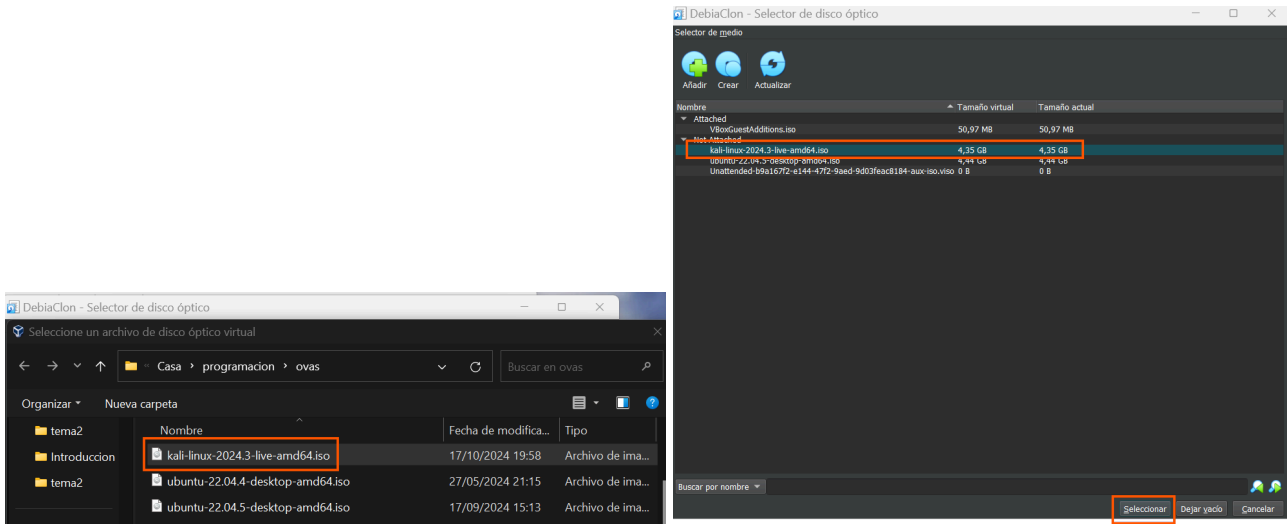 DebiaClon - Selector de disco óptico
Seleccione un archivo de disco óptico virtual
Casa › programacion › ovas
Buscar en ovas
Organizar Nueva carpeta
Nombre Fecha de modifica... Tipo
tema2
Introduccion
tema2
kali-linux-2024.3-live-amd64.iso 17/10/2024 19:58 Archivo de ima...
ubuntu-22.04.4-desktop-amd64.iso 27/05/2024 21:15 Archivo de ima...
ubuntu-22.04.5-desktop-amd64.iso 17/09/2024 15:13 Archivo de ima...
DebiaClon - Selector de disco óptico
Selector de medio
Añadir Crear Actualizar
Nombre Tamaño virtual Tamaño actual
Attached
VBoxGuestAdditions.iso 50,97 MB 50,97 MB
Not Attached
kali-linux-2024.3-live-amd64.iso 4,35 GB 4,35 GB
ubuntu-22.04.5-desktop-amd64.iso 4,44 GB 4,44 GB
Unattended-b9a167f2-e144-47f2-9aed-9d03feac8184-aux-iso.viso 0 B 0 B
Buscar por nombre
Seleccionar Dejar vacío Cancelar